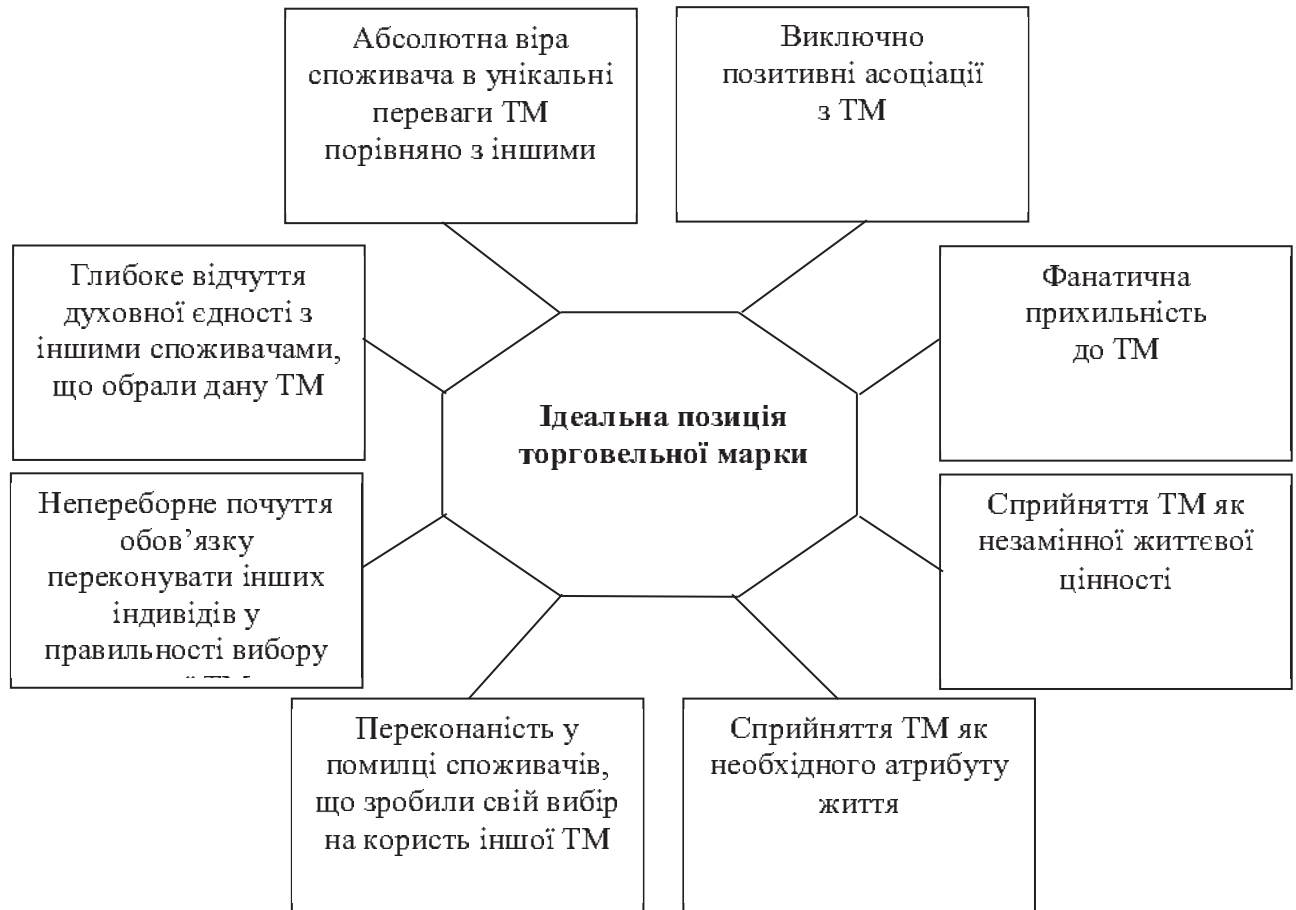 Абсолютна віра
споживача в унікальні
переваги ТМ
порівняно з іншими
Виключно
позитивні асоціації
з ТМ
Глибоке відчуття
духовної єдності з
іншими споживачами,
що обрали дану ТМ
Фанатична
прихильність
до ТМ
Ідеальна позиція
торговельної марки
Непереборне почуття
обов’язку
переконувати інших
індивідів у
правильності вибору
Сприйняття ТМ як
незамінної життєвої
цінності
Переконаність у
помилці споживачів,
що зробили свій вибір
на користь іншої ТМ
Сприйняття ТМ як
необхідного атрибуту
життя